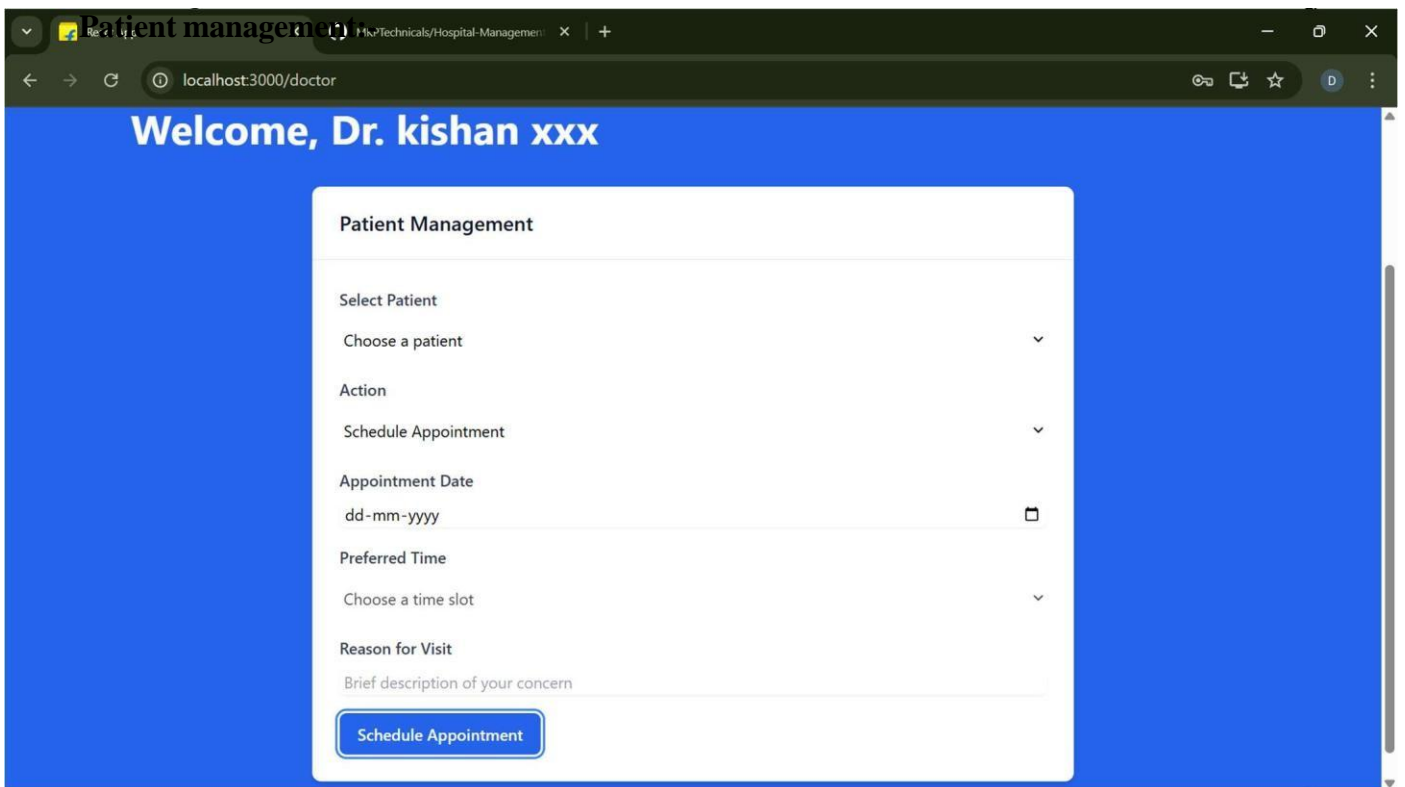 Patient management:
MKPTechnicals/Hospital-Management
localhost:3000/doctor
D
Welcome, Dr. kishan xxx
Patient Management
Select Patient
Choose a patient
Action
Schedule Appointment
Appointment Date
dd-mm-yyyy
Preferred Time
Choose a time slot
Reason for Visit
Brief description of your concern
Schedule Appointment